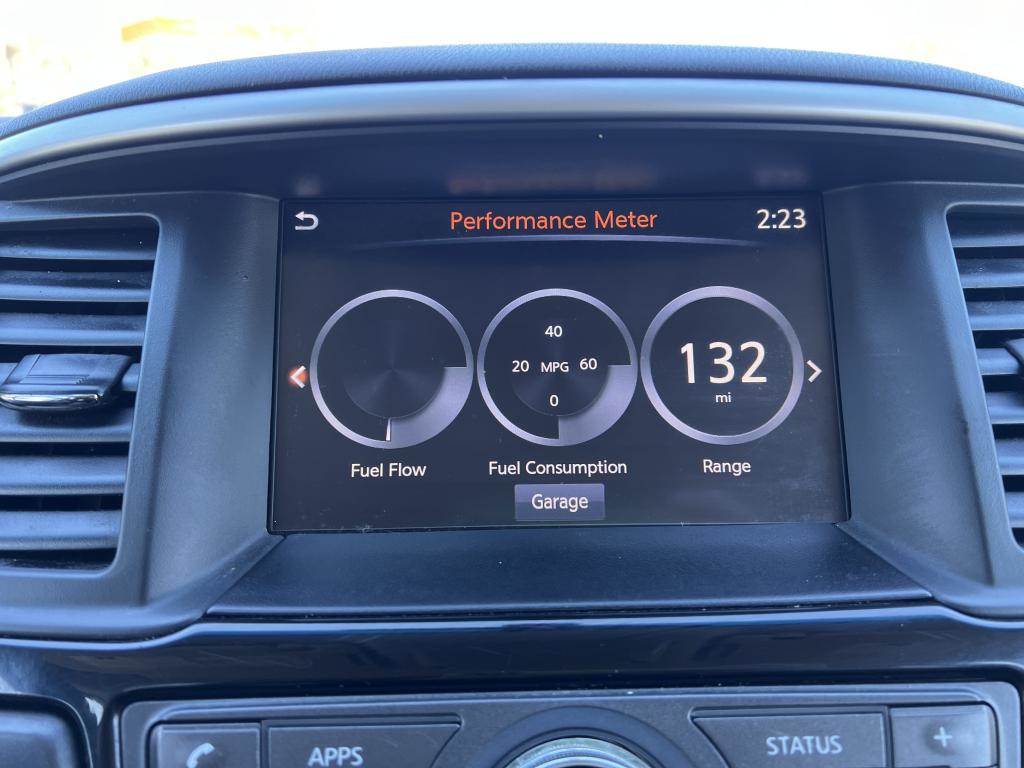 Performance Meter
2:23
40
20 MPG 60
0
132
mi
Fuel Flow
Fuel Consumption
Range
Garage
APPS
STATUS
+